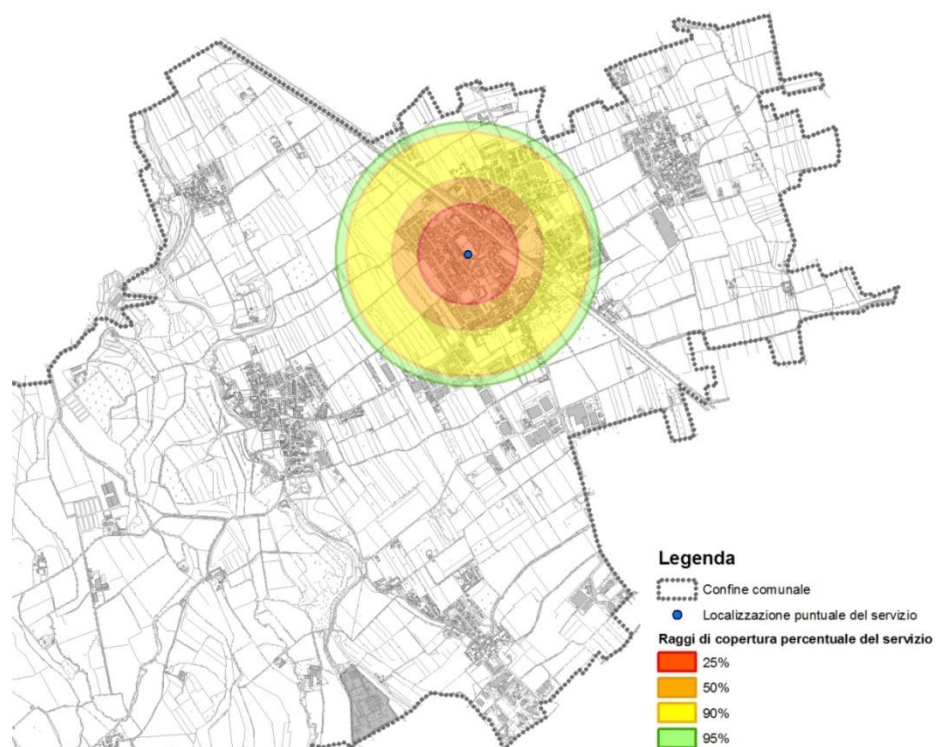 Legenda
Confine comunale
Localizzazione puntuale del servizio
Raggi di copertura percentuale del servizio
25%
50%
90%
95%